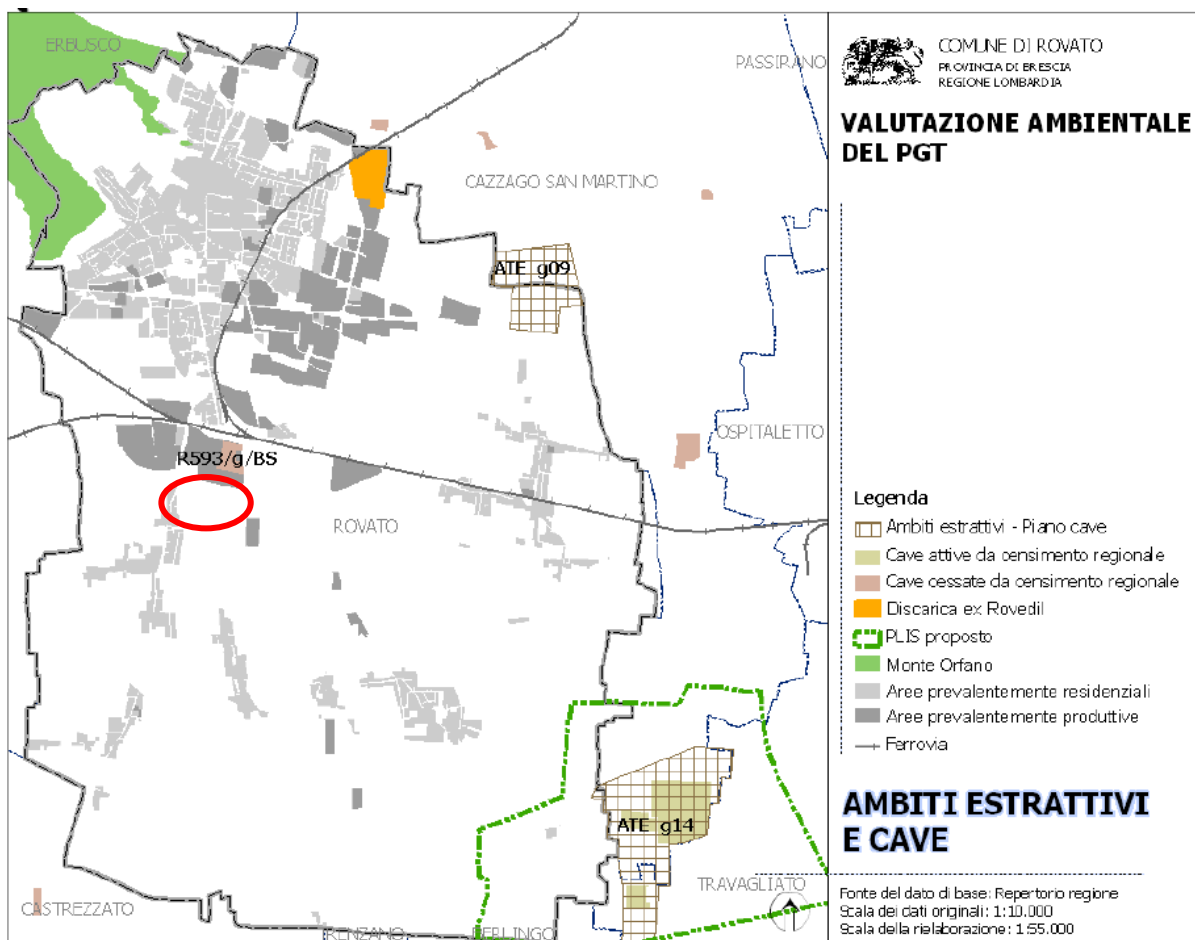 ERBUSCO
PASSIRANO
CAZZAGO SAN MARTINO
ATE g09
OSPITALETTO
R593/g/BS
ROVATO
ATE g14
TRAVAGLIATO
CASTREZZATO
BERLINGO
COMUNE DI ROVATO
PROVINCIA DI BRESCIA
REGIONE LOMBARDIA
VALUTAZIONE AMBIENTALE
DEL PGT
Legenda
Ambiti estrattivi - Piano cave
Cave attive da censimento regionale
Cave cessate da censimento regionale
Discarica ex Rovedil
PLIS proposto
Monte Orfano
Aree prevalentemente residenziali
Aree prevalentemente produttive
Ferrovia
AMBITI ESTRATTIVI
E CAVE
Fonte del dato di base: Repertorio regione
Scala dei dati originali: 1:10.000
Scala della rielaborazione: 1:55.000